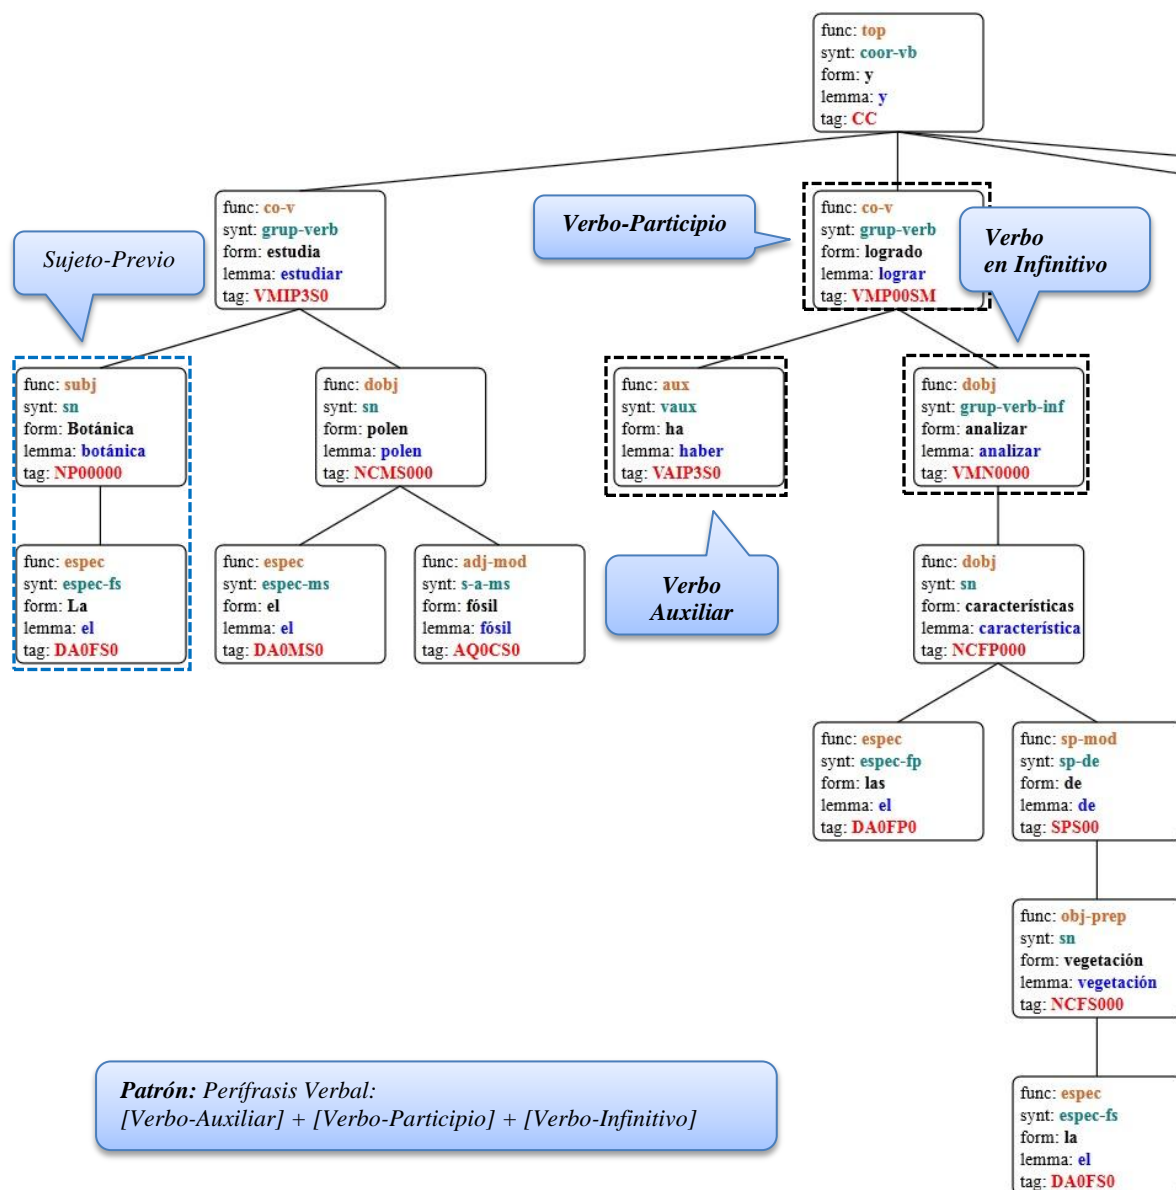 func: top
synt: coor-vb
form: y
lemma: y
tag: CC
func: co-v
synt: grup-verb
form: estudia
lemma: estudiar
tag: VMIP3S0
Verbo-Participio
func: co-v
synt: grup-verb
form: logrado
lemma: lograr
tag: VMP00SM
Verbo
en Infinitivo
Sujeto-Previo
func: subj
synt: sn
form: Botánica
lemma: botánica
tag: NP00000
func: dobj
synt: sn
form: polen
lemma: polen
tag: NCMS000
func: aux
synt: vaux
form: ha
lemma: haber
tag: VAIP3S0
func: dobj
synt: grup-verb-inf
form: analizar
lemma: analizar
tag: VMN0000
func: espec
synt: espec-fs
form: La
lemma: el
tag: DA0FS0
func: espec
synt: espec-ms
form: el
lemma: el
tag: DA0MS0
func: adj-mod
synt: s-a-ms
form: fósil
lemma: fósil
tag: AQ0CS0
Verbo
Auxiliar
func: dobj
synt: sn
form: características
lemma: característica
tag: NCFP000
func: espec
synt: espec-fp
form: las
lemma: el
tag: DA0FP0
func: sp-mod
synt: sp-de
form: de
lemma: de
tag: SPS00
func: obj-prep
synt: sn
form: vegetación
lemma: vegetación
tag: NCFS000
Patrón: Perífrasis Verbal:
[Verbo-Auxiliar] + [Verbo-Participio] + [Verbo-Infinitivo]
func: espec
synt: espec-fs
form: la
lemma: el
tag: DA0FS0